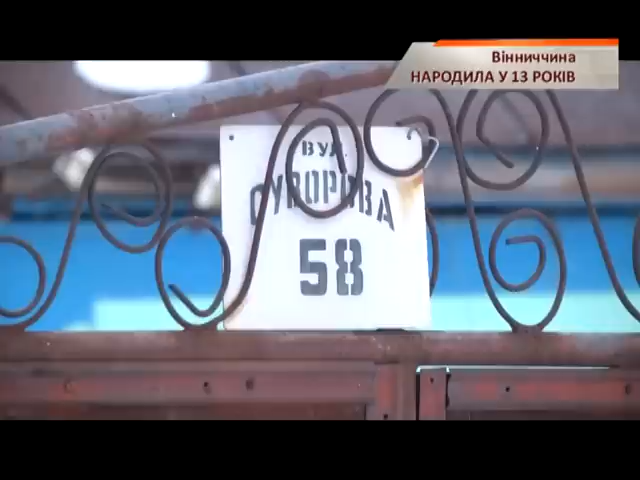 Вінниччина
НАРОДИЛА У 13 РОКІВ
ВУЛ.
СУВОРОВА
58